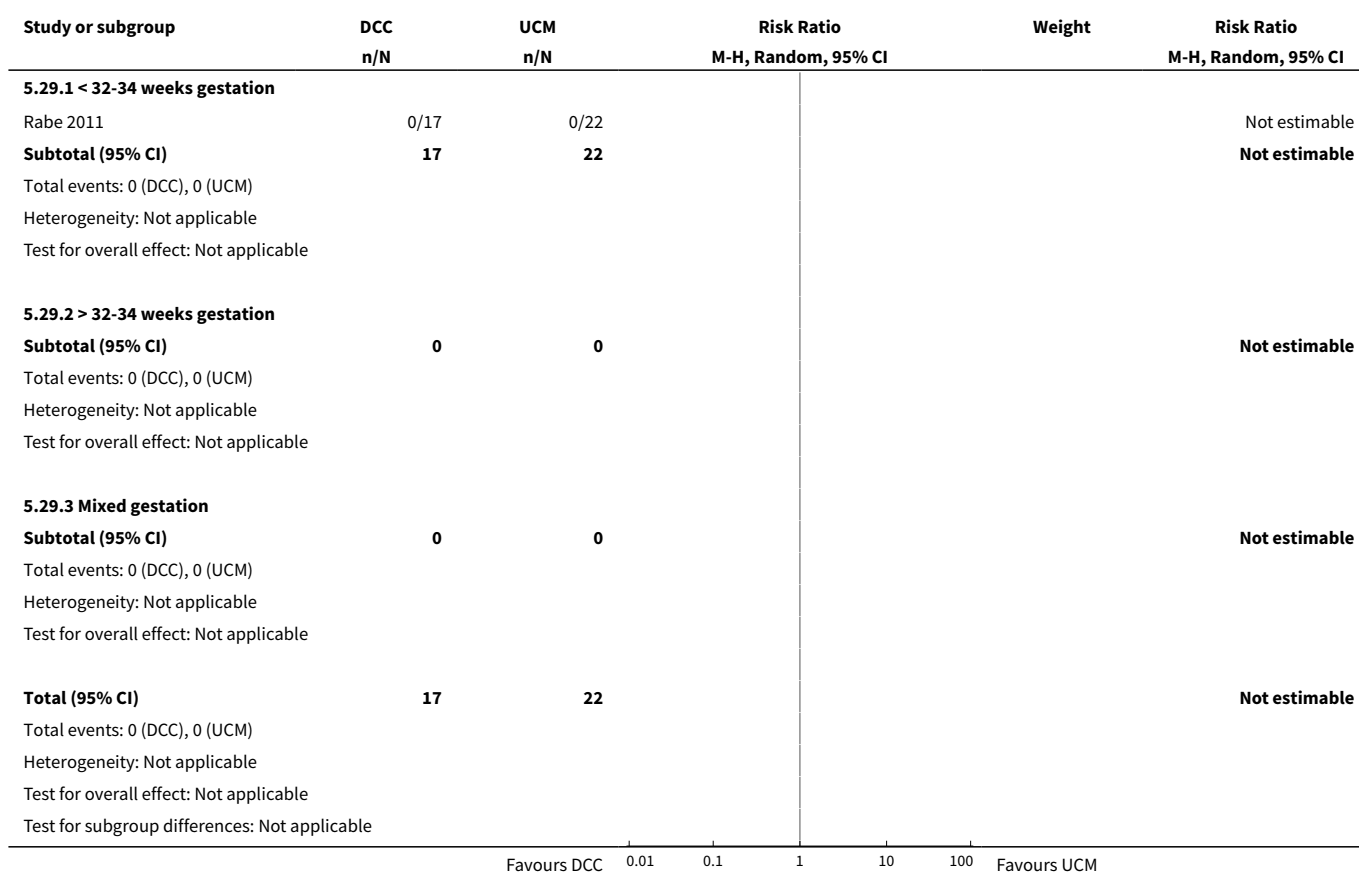 Study or subgroup DCC UCM Risk Ratio Weight Risk Ratio
n/N n/N M-H, Random, 95% CI M-H, Random, 95% CI
5.29.1 < 32-34 weeks gestation
Rabe 2011 0/17 0/22 Not estimable
Subtotal (95% CI) 17 22 Not estimable
Total events: 0 (DCC), 0 (UCM)
Heterogeneity: Not applicable
Test for overall effect: Not applicable
5.29.2 > 32-34 weeks gestation
Subtotal (95% CI) 0 0 Not estimable
Total events: 0 (DCC), 0 (UCM)
Heterogeneity: Not applicable
Test for overall effect: Not applicable
5.29.3 Mixed gestation
Subtotal (95% CI) 0 0 Not estimable
Total events: 0 (DCC), 0 (UCM)
Heterogeneity: Not applicable
Test for overall effect: Not applicable
Total (95% CI) 17 22 Not estimable
Total events: 0 (DCC), 0 (UCM)
Heterogeneity: Not applicable
Test for overall effect: Not applicable
Test for subgroup differences: Not applicable
Favours DCC 0.01 0.1 1 10 100 Favours UCM